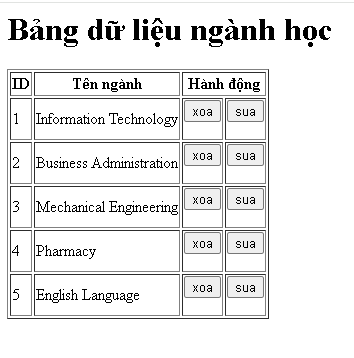 Bảng dữ liệu ngành học
ID Tên ngành Hành động
1 Information Technology xoa sua
2 Business Administration xoa sua
3 Mechanical Engineering xoa sua
4 Pharmacy xoa sua
5 English Language xoa sua